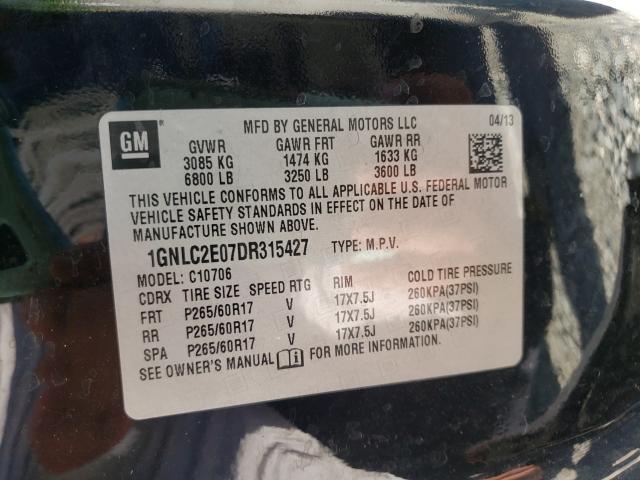 GM
MFD BY GENERAL MOTORS LLC 04/13
GVWR GAWR FRT GAWR RR
3085 KG 1474 KG 1633 KG
6800 LB 3250 LB 3600 LB
THIS VEHICLE CONFORMS TO ALL APPLICABLE U.S. FEDERAL MOTOR
VEHICLE SAFETY STANDARDS IN EFFECT ON THE DATE OF
MANUFACTURE SHOWN ABOVE.
1GNLC2E07DR315427 TYPE: M.P.V.
MODEL: C10706
CDRX TIRE SIZE SPEED RTG RIM COLD TIRE PRESSURE
FRT P265/60R17 V 17X7.5J 260KPA(37PSI)
RR P265/60R17 V 17X7.5J 260KPA(37PSI)
SPA P265/60R17 V 17X7.5J 260KPA(37PSI)
SEE OWNER'S MANUAL FOR MORE INFORMATION.